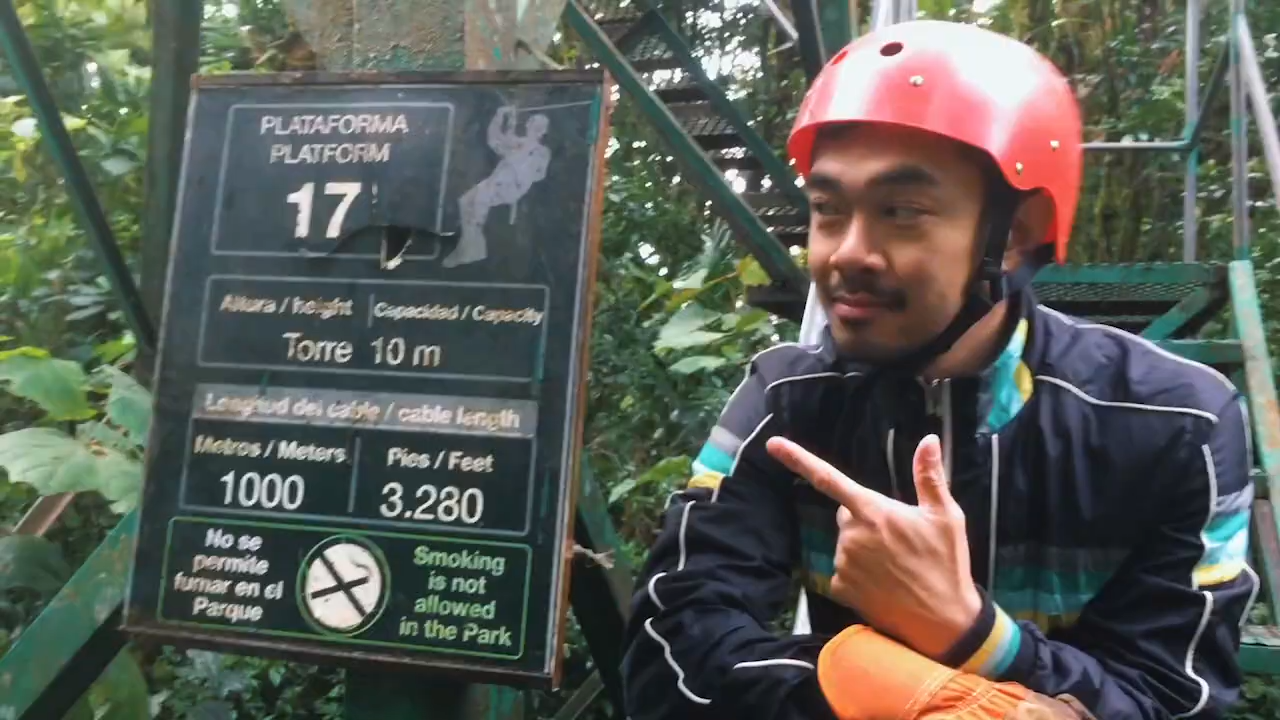 PLATAFORMA
PLATFORM
17
Altura / height Capacidad / Capacity
Torre 10 m
Longitud del cable / cable length
Metros / Meters Pies / Feet
1000 3.280
No se
permite
fumar en el
Parque
Smoking
is not
allowed
in the Park